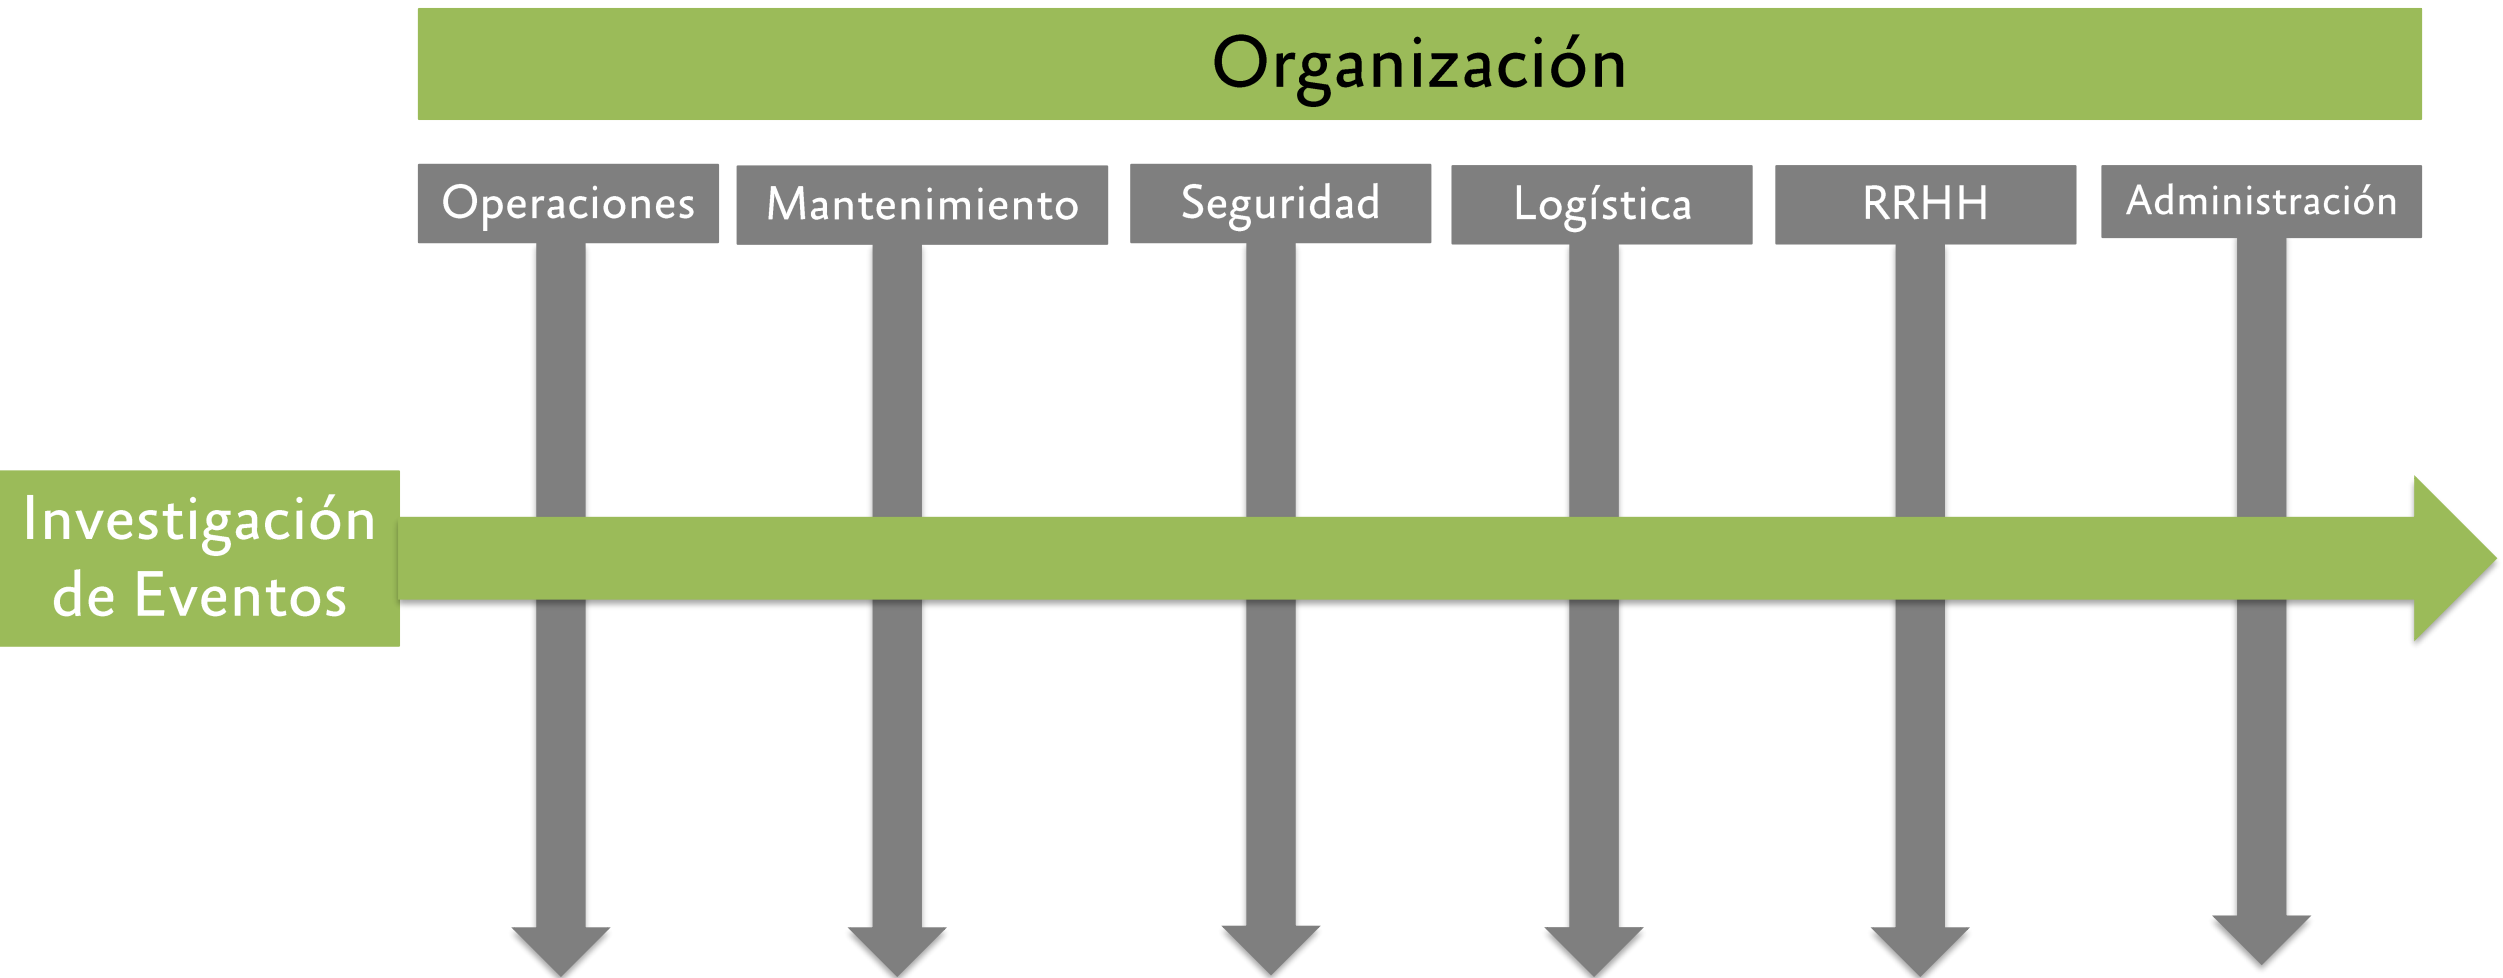 Organización
Operaciones
Mantenimiento
Seguridad
Logística
RRHH
Administración
Investigación
de Eventos